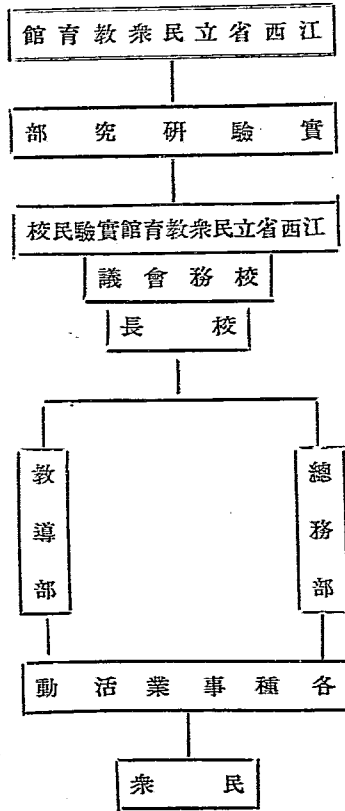 江西省立民衆教育館
實驗研究部
江西省立民衆教育館實驗民校
校務會議
校長
總務部
教導部
各種事業活動
民衆